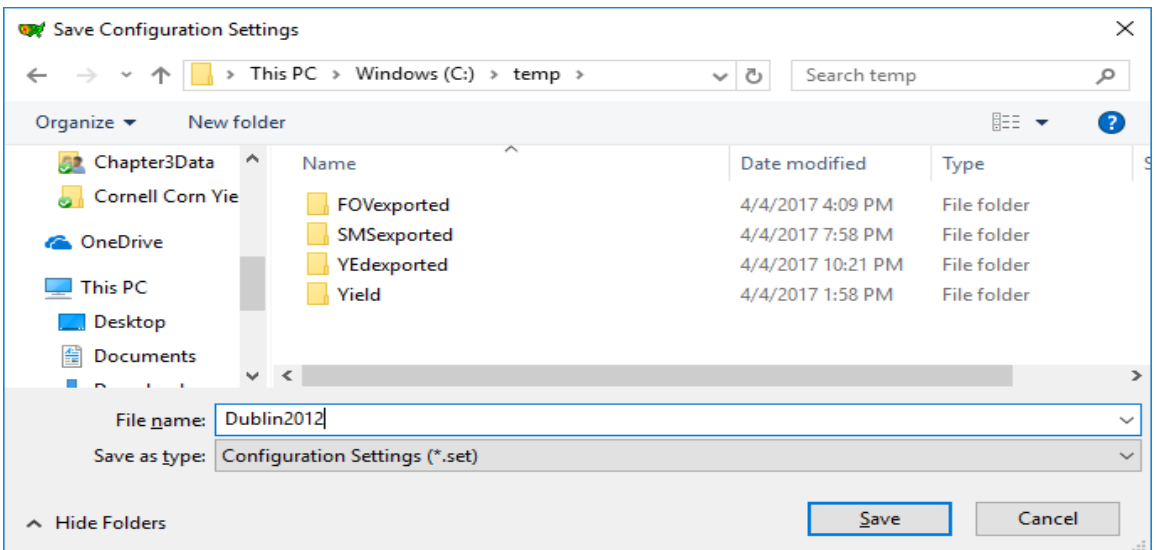 Save Configuration Settings
This PC > Windows (C:) > temp >
Search temp
Organize
New folder
Chapter3Data
Cornell Corn Yie
OneDrive
This PC
Desktop
Documents
Name
Date modified
Type
FOVexported 4/4/2017 4:09 PM File folder
SMSexported 4/4/2017 7:58 PM File folder
YEdexported 4/4/2017 10:21 PM File folder
Yield 4/4/2017 1:58 PM File folder
File name: Dublin2012
Save as type: Configuration Settings (*.set)
Hide Folders
Save
Cancel